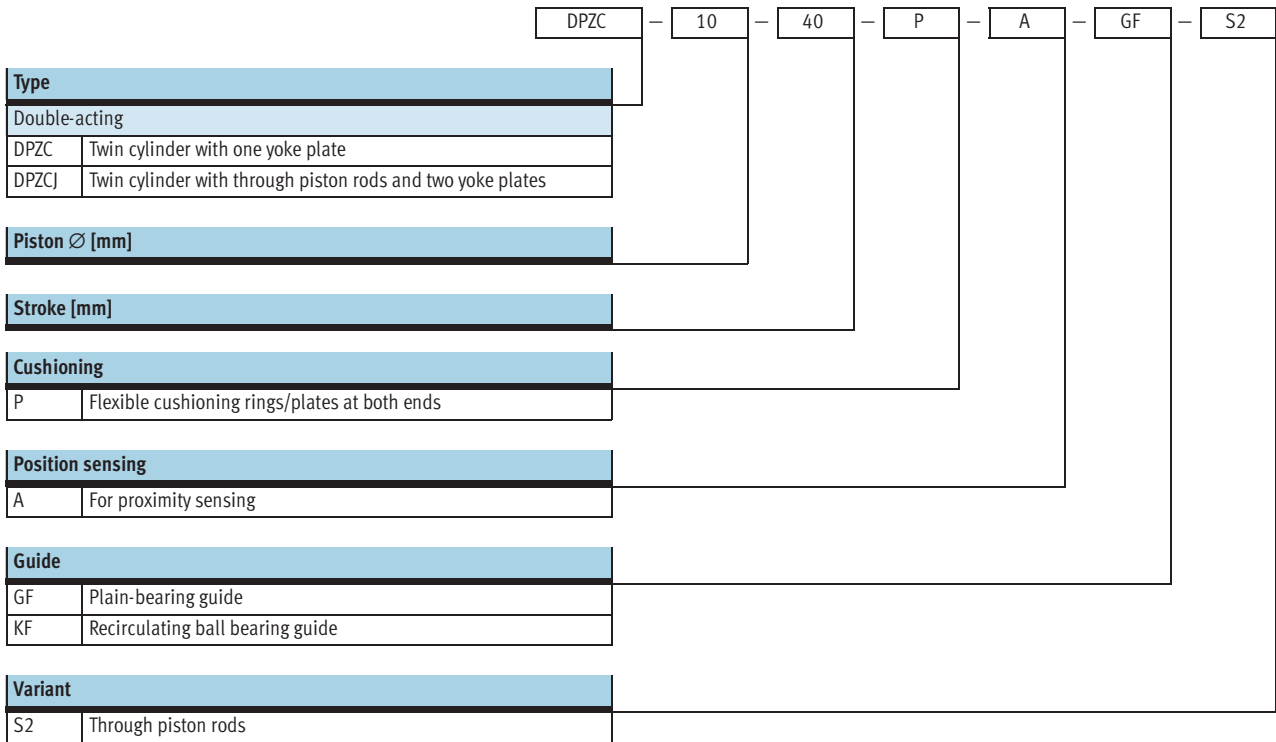 DPZC – 10 – 40 – P – A – GF – S2
Type
Double-acting
DPZC Twin cylinder with one yoke plate
DPZCJ Twin cylinder with through piston rods and two yoke plates
Piston ∅ [mm]
Stroke [mm]
Cushioning
P Flexible cushioning rings/plates at both ends
Position sensing
A For proximity sensing
Guide
GF Plain-bearing guide
KF Recirculating ball bearing guide
Variant
S2 Through piston rods